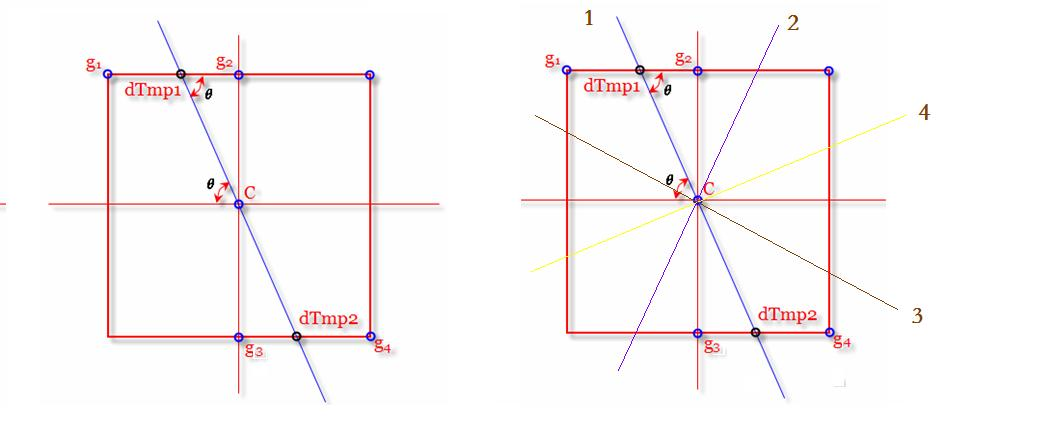 g₁ g₂
dTmp1 θ
θ C
dTmp2
g₃ g₄
1 2
g₁ g₂
dTmp1 θ
4
θ C
3
dTmp2
g₃ g₄